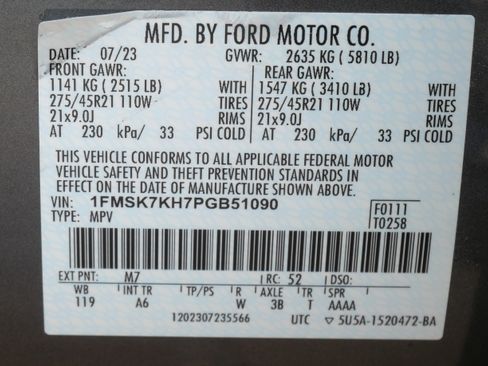 MFD. BY FORD MOTOR CO.
DATE: 07/23 GVWR: 2635 KG ( 5810 LB)
FRONT GAWR: REAR GAWR:
1141 KG ( 2515 LB) WITH 1547 KG ( 3410 LB) WITH
275/45R21 110W TIRES 275/45R21 110W TIRES
21x9.0J RIMS 21x9.0J RIMS
AT 230 kPa/ 33 PSI COLD AT 230 kPa/ 33 PSI COLD
THIS VEHICLE CONFORMS TO ALL APPLICABLE FEDERAL MOTOR
VEHICLE SAFETY AND THEFT PREVENTION STANDARDS IN
EFFECT ON THE DATE OF MANUFACTURE SHOWN ABOVE.
VIN: 1FMSK7KH7PGB51090 F0111
TYPE: MPV T0258
EXT PNT: M7 RC: 52 DSO:
WB INT TR TP/PS R AXLE TR SPR
119 A6 W 3B T AAAA
1202307235566 UTC ▽ 5U5A-1520472-BA